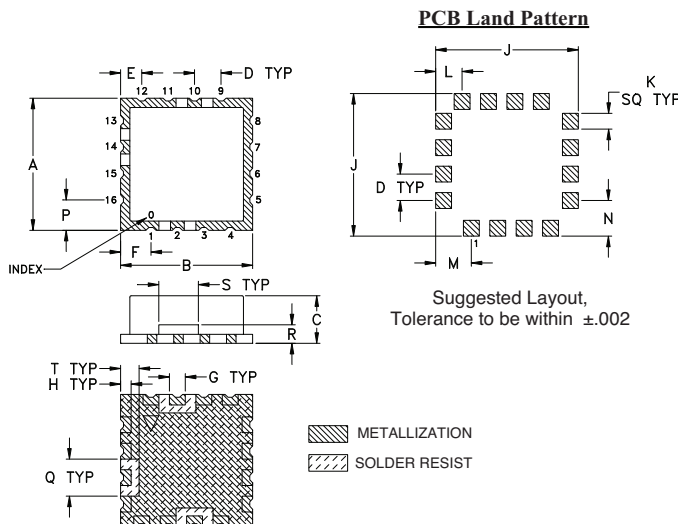 PCB Land Pattern
E
D TYP
12 11 10 9
13
14
15
16
8
7
6
5
A
P
0
1 2 3 4
F
INDEX
B
J
L
K
SQ TYP
J
D TYP
N
1
M
S TYP
C
R
Suggested Layout,
Tolerance to be within ±.002
T TYP
H TYP
G TYP
Q TYP
METALLIZATION
SOLDER RESIST